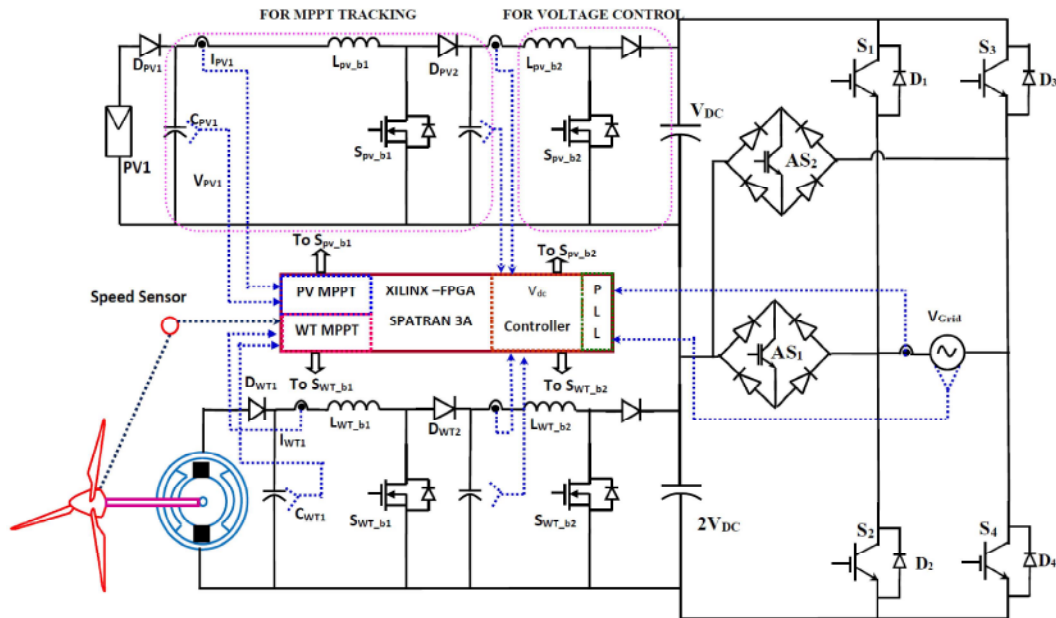 FOR MPPT TRACKING
FOR VOLTAGE CONTROL
DPV1
IPV1
Lpv_b1
DPV2
Lpv_b2
S1
S3
D1
D3
CPV1
Spv_b1
Spv_b2
VDC
PV1
AS2
VPV1
To Spv_b1
To Spv_b2
Speed Sensor
PV MPPT
XILINX –FPGA
Vdc
P
WT MPPT
SPATRAN 3A
Controller
L
L
VGrid
AS1
To SWT_b1
To SWT_b2
DWT1
IWT1
LWT_b1
DWT2
LWT_b2
CWT1
SWT_b1
SWT_b2
2VDC
S2
S4
D2
D4